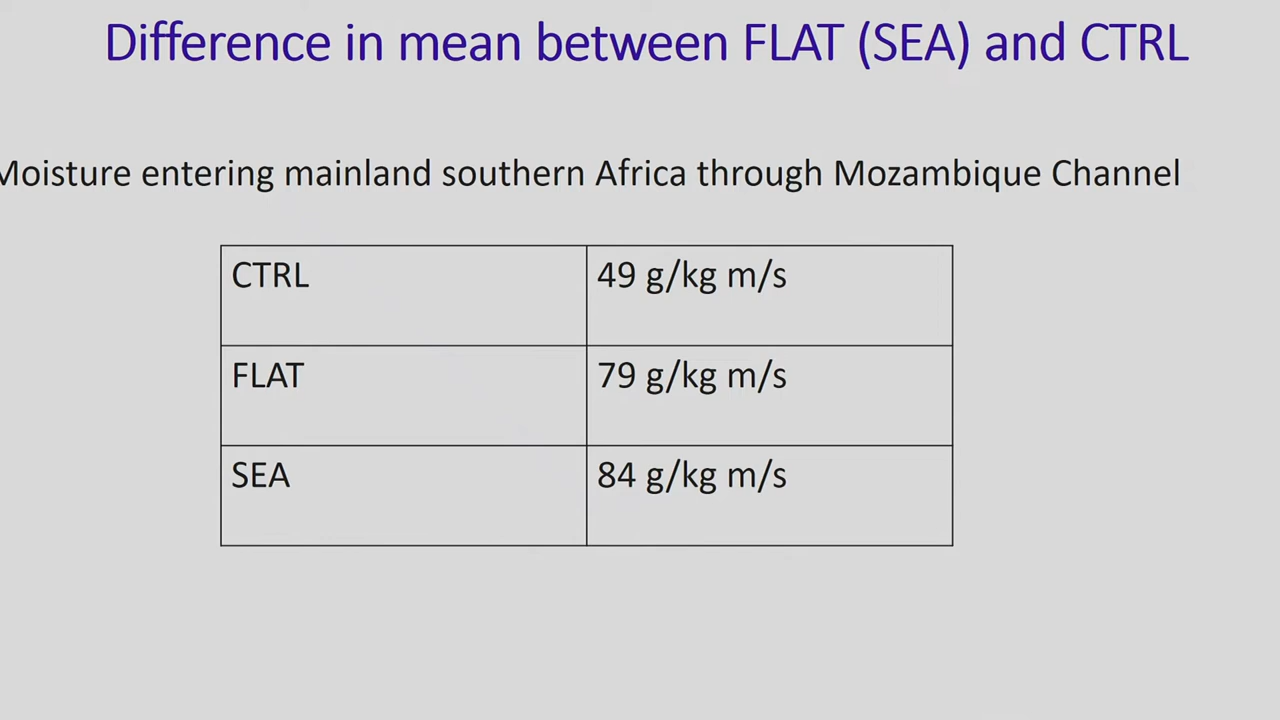 Difference in mean between FLAT (SEA) and CTRL
Moisture entering mainland southern Africa through Mozambique Channel
CTRL 49 g/kg m/s
FLAT 79 g/kg m/s
SEA 84 g/kg m/s